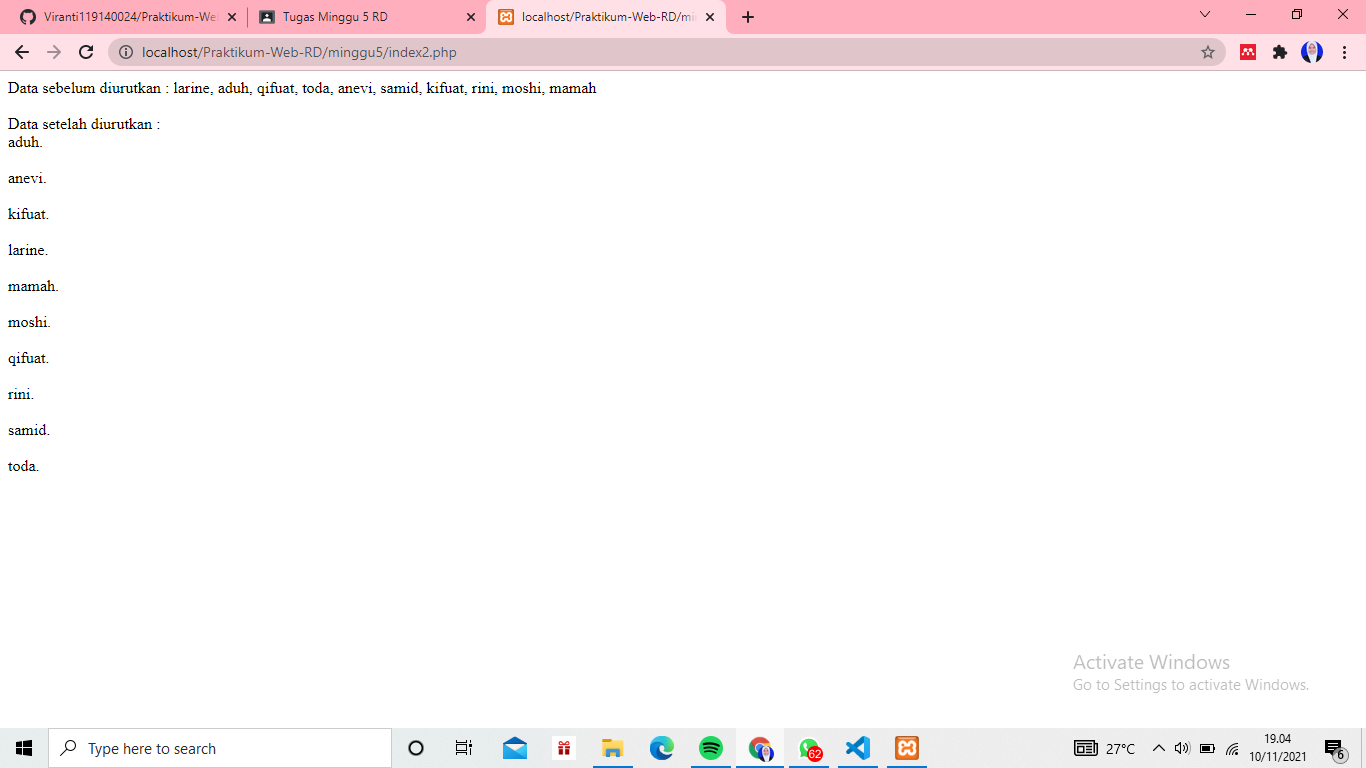 Viranti119140024/Praktikum-We
Tugas Minggu 5 RD
localhost/Praktikum-Web-RD/mi
localhost/Praktikum-Web-RD/minggu5/index2.php
Data sebelum diurutkan : larine, aduh, qifuat, toda, anevi, samid, kifuat, rini, moshi, mamah
Data setelah diurutkan :
aduh.
anevi.
kifuat.
larine.
mamah.
moshi.
qifuat.
rini.
samid.
toda.
Activate Windows
Go to Settings to activate Windows.
Type here to search
62
27°C
19.04
10/11/2021
6